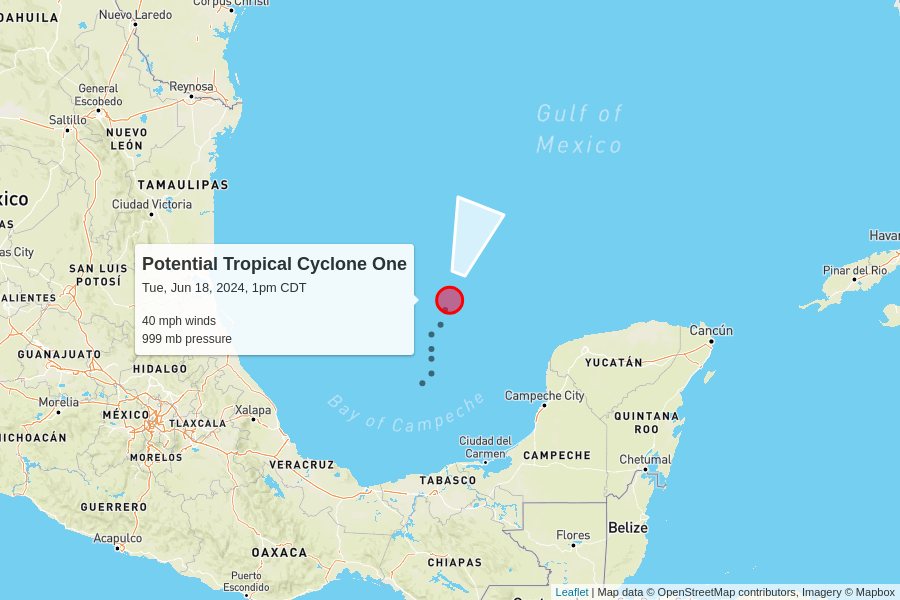 Corpus Christi
Nuevo Laredo
OAHUILA
General
Escobedo
Reynosa
Saltillo
NUEVO
LEÓN
Gulf of
Mexico
TAMAULIPAS
Ciudad Victoria
xico
AS
as City
Potential Tropical Cyclone One
Tue, Jun 18, 2024, 1pm CDT
40 mph winds
999 mb pressure
SAN LUIS
POTOSÍ
ALIENTES
Havan
Pinar del Río
GUANAJUATO
HIDALGO
Cancún
YUCATÁN
Morelia
MÉXICO
TLAXCALA
Xalapa
Bay of Campeche
Campeche City
QUINTANA
ROO
ICHOACÁN
MORELOS
VERACRUZ
Ciudad del
Carmen
CAMPECHE
Chetumal
TABASCO
GUERRERO
Acapulco
OAXACA
Flores
Belize
CHIAPAS
Puerto
Escondido
Leaflet | Map data © OpenStreetMap contributors, Imagery © Mapbox